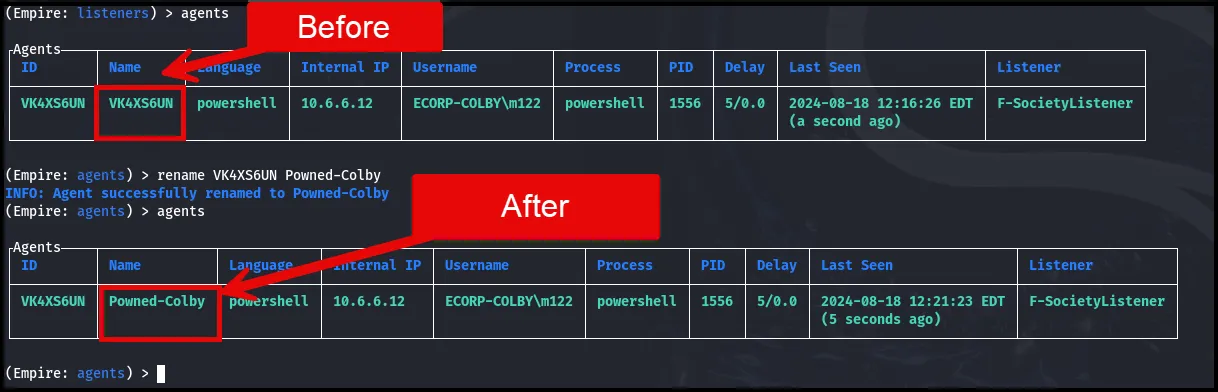 (Empire: listeners) > agents
Before
Agents
ID Name Language Internal IP Username Process PID Delay Last Seen Listener
VK4XS6UN VK4XS6UN powershell 10.6.6.12 ECORP-COLBY\m122 powershell 1556 5/0.0 2024-08-18 12:16:26 EDT F-SocietyListener
(a second ago)
(Empire: agents) > rename VK4XS6UN Powned-Colby
INFO: Agent successfully renamed to Powned-Colby
(Empire: agents) > agents
After
Agents
ID Name Language Internal IP Username Process PID Delay Last Seen Listener
VK4XS6UN Powned-Colby powershell 10.6.6.12 ECORP-COLBY\m122 powershell 1556 5/0.0 2024-08-18 12:21:23 EDT F-SocietyListener
(5 seconds ago)
(Empire: agents) >